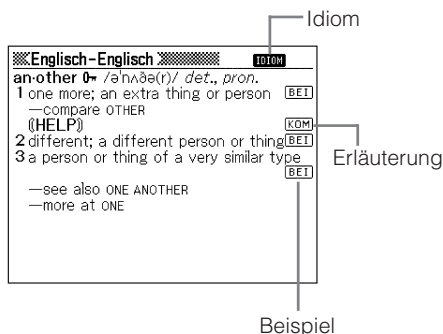 Idiom
Englisch-Englisch IDIOM
an·other /əˈnʌðə(r)/ det., pron.
1 one more; an extra thing or person BEI
—compare OTHER
⟪HELP⟫ KOM
2 different; a different person or thing BEI
3 a person or thing of a very similar type
Erläuterung
BEI
—see also ONE ANOTHER
—more at ONE
Beispiel